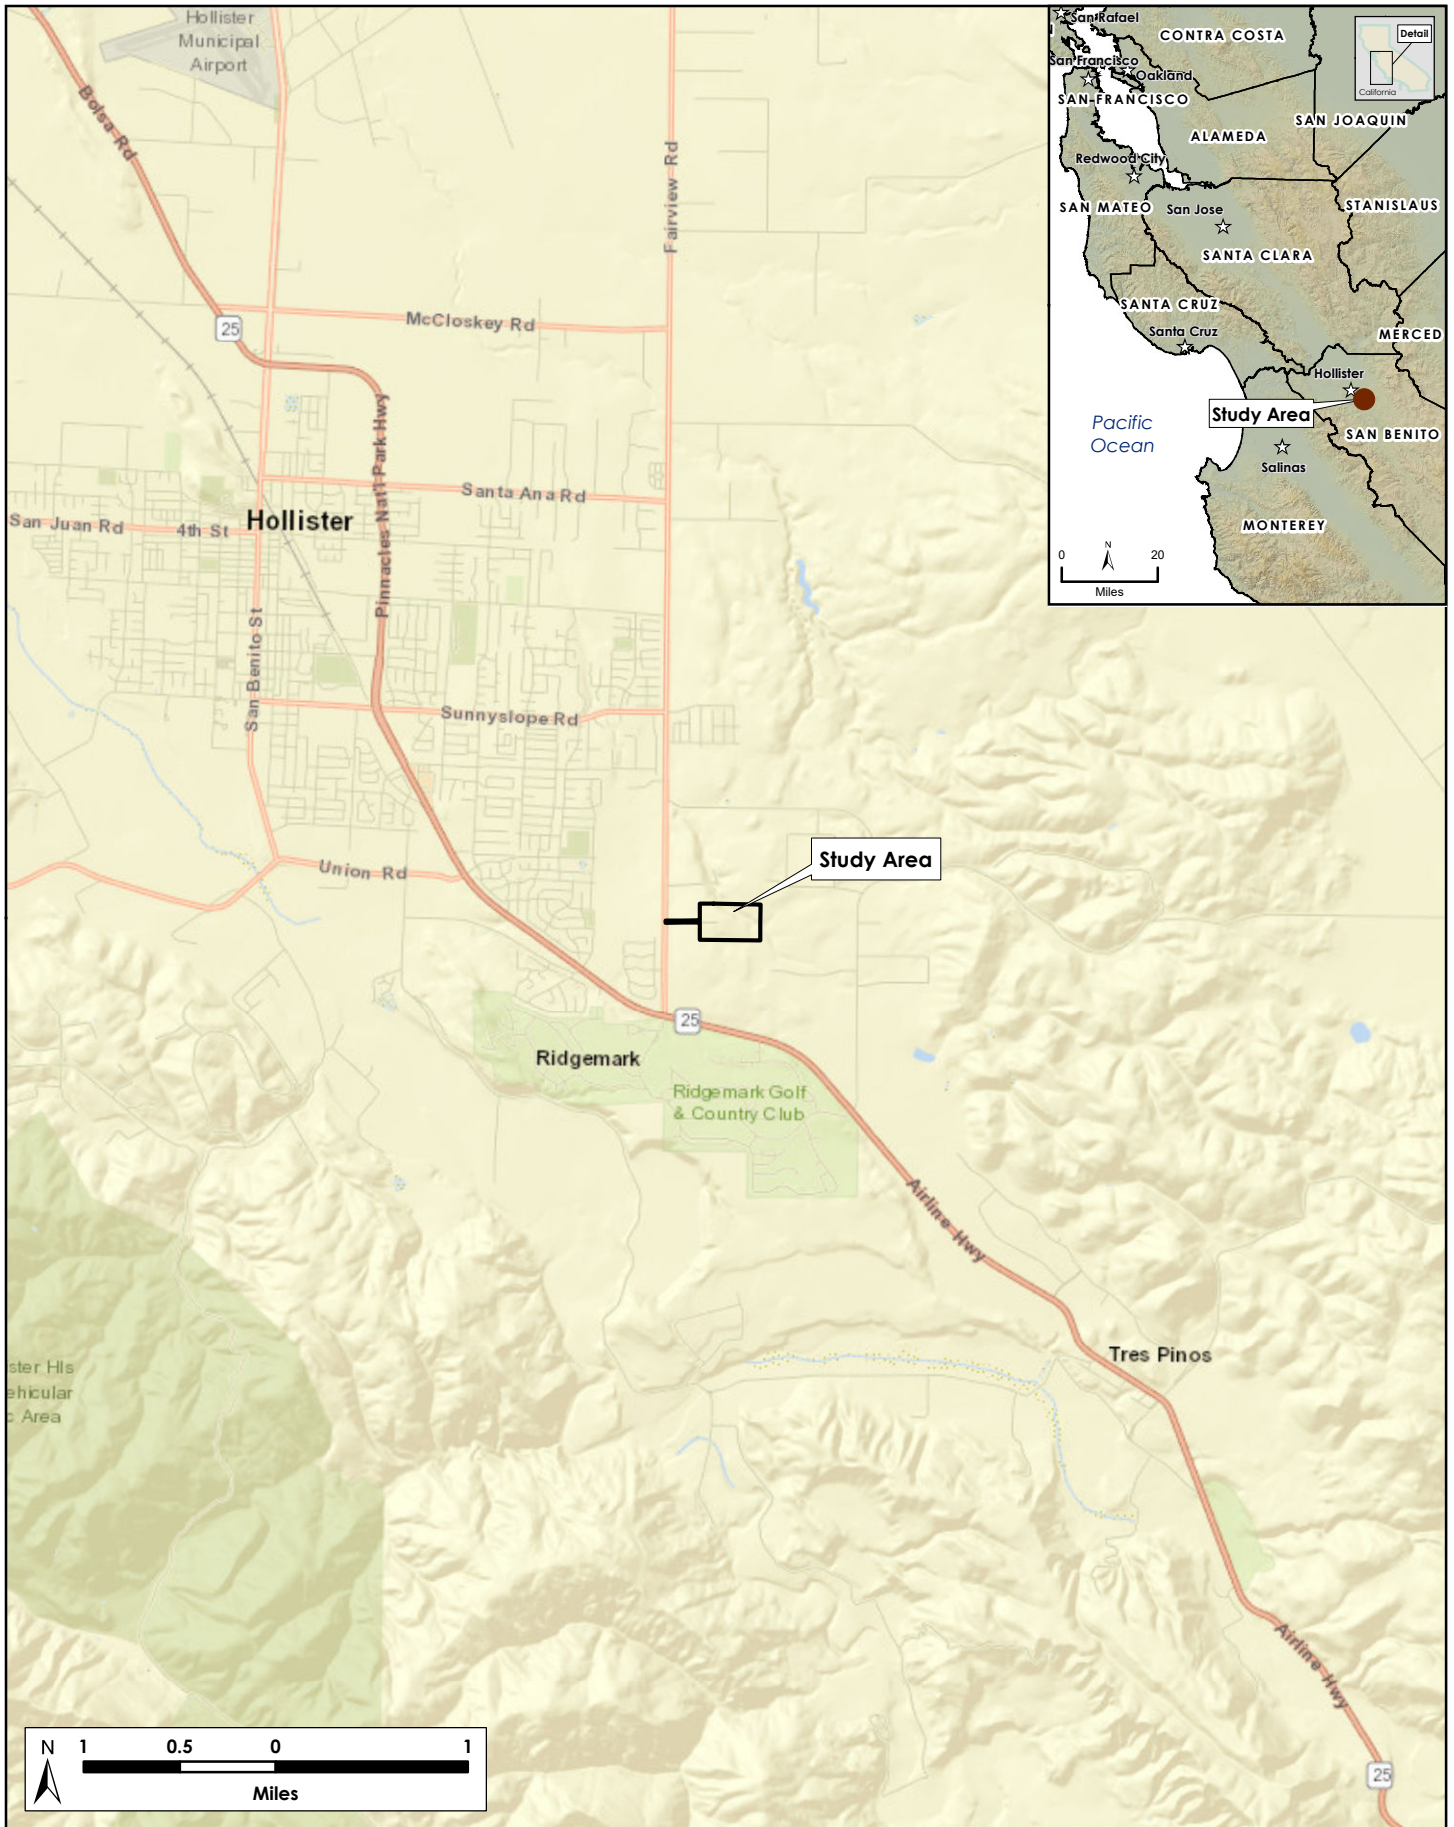 Hollister
Municipal
Airport
Bolsa Rd
Fairview Rd
25
McCloskey Rd
Pinnacles Nat'l Park Hwy
Santa Ana Rd
San Juan Rd
4th St
Hollister
San Benito St
Sunnyslope Rd
Union Rd
Study Area
25
Ridgemark
Ridgemark Golf
& Country Club
Airline Hwy
Tres Pinos
ster Hls
ehicular
c Area
Airline Hwy
25
N
1 0.5 0 1
Miles
San Rafael
CONTRA COSTA
Detail
California
San Francisco
Oakland
SAN FRANCISCO
SAN JOAQUIN
ALAMEDA
Redwood City
SAN MATEO
San Jose
STANISLAUS
SANTA CLARA
SANTA CRUZ
Santa Cruz
MERCED
Hollister
Study Area
Pacific
Ocean
SAN BENITO
Salinas
MONTEREY
N
0 20
Miles